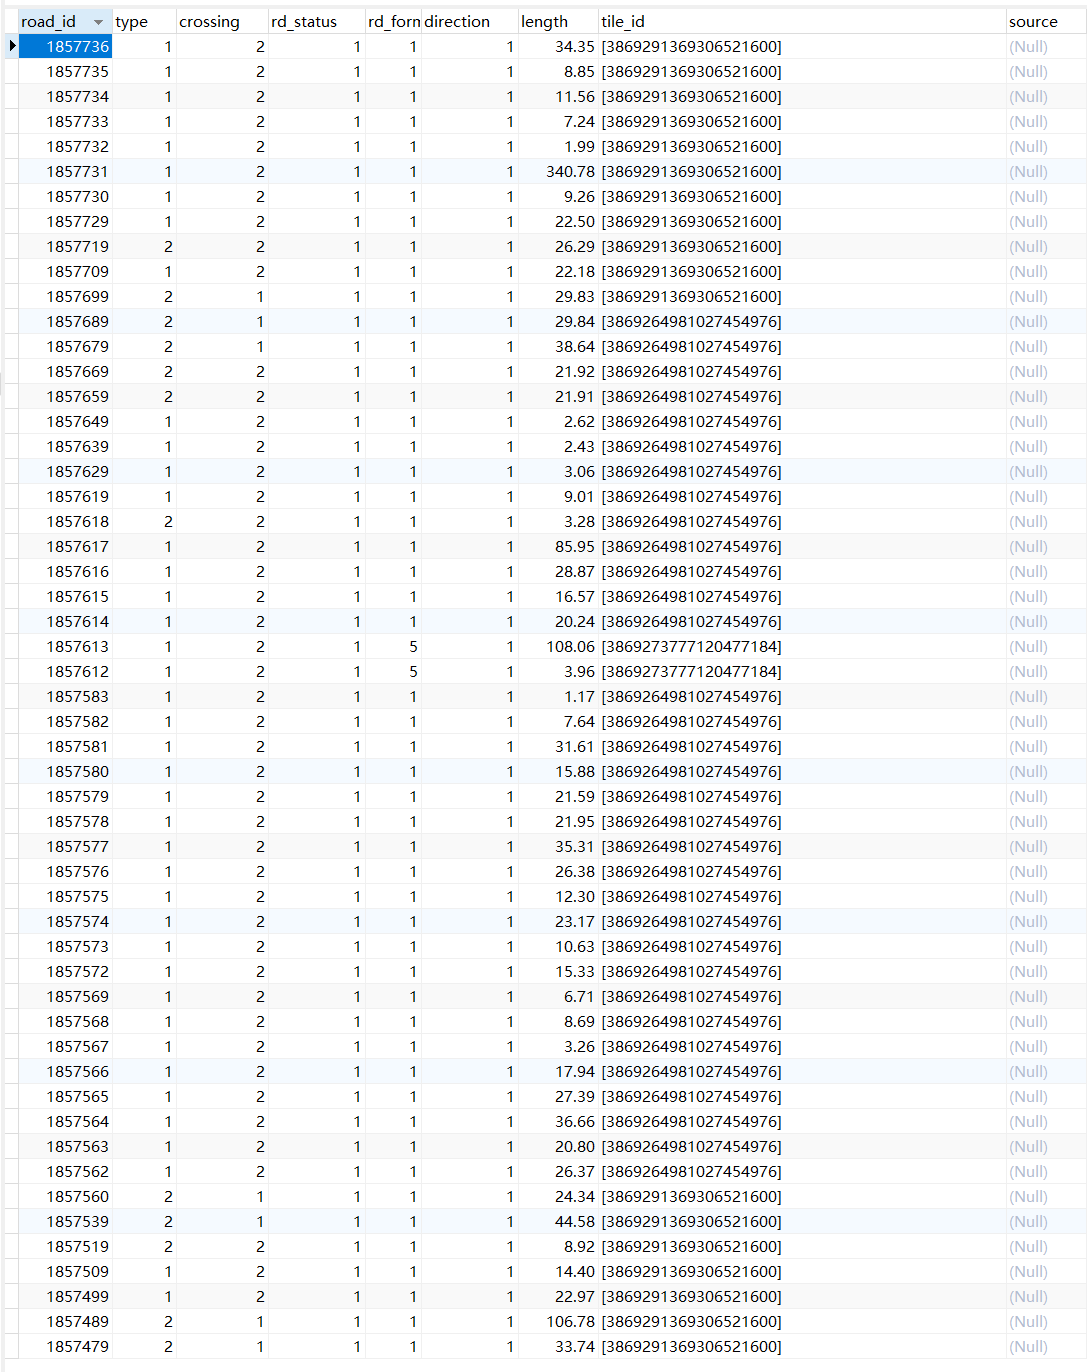 road_id type crossing rd_status rd_forn direction length tile_id source
1857736 1 2 1 1 1 34.35 [3869291369306521600] (Null)
1857735 1 2 1 1 1 8.85 [3869291369306521600] (Null)
1857734 1 2 1 1 1 11.56 [3869291369306521600] (Null)
1857733 1 2 1 1 1 7.24 [3869291369306521600] (Null)
1857732 1 2 1 1 1 1.99 [3869291369306521600] (Null)
1857731 1 2 1 1 1 340.78 [3869291369306521600] (Null)
1857730 1 2 1 1 1 9.26 [3869291369306521600] (Null)
1857729 1 2 1 1 1 22.50 [3869291369306521600] (Null)
1857719 2 2 1 1 1 26.29 [3869291369306521600] (Null)
1857709 1 2 1 1 1 22.18 [3869291369306521600] (Null)
1857699 2 1 1 1 1 29.83 [3869291369306521600] (Null)
1857689 2 1 1 1 1 29.84 [3869264981027454976] (Null)
1857679 2 1 1 1 1 38.64 [3869264981027454976] (Null)
1857669 2 2 1 1 1 21.92 [3869264981027454976] (Null)
1857659 2 2 1 1 1 21.91 [3869264981027454976] (Null)
1857649 1 2 1 1 1 2.62 [3869264981027454976] (Null)
1857639 1 2 1 1 1 2.43 [3869264981027454976] (Null)
1857629 1 2 1 1 1 3.06 [3869264981027454976] (Null)
1857619 1 2 1 1 1 9.01 [3869264981027454976] (Null)
1857618 2 2 1 1 1 3.28 [3869264981027454976] (Null)
1857617 1 2 1 1 1 85.95 [3869264981027454976] (Null)
1857616 1 2 1 1 1 28.87 [3869264981027454976] (Null)
1857615 1 2 1 1 1 16.57 [3869264981027454976] (Null)
1857614 1 2 1 1 1 20.24 [3869264981027454976] (Null)
1857613 1 2 1 5 1 108.06 [3869273777120477184] (Null)
1857612 1 2 1 5 1 3.96 [3869273777120477184] (Null)
1857583 1 2 1 1 1 1.17 [3869264981027454976] (Null)
1857582 1 2 1 1 1 7.64 [3869264981027454976] (Null)
1857581 1 2 1 1 1 31.61 [3869264981027454976] (Null)
1857580 1 2 1 1 1 15.88 [3869264981027454976] (Null)
1857579 1 2 1 1 1 21.59 [3869264981027454976] (Null)
1857578 1 2 1 1 1 21.95 [3869264981027454976] (Null)
1857577 1 2 1 1 1 35.31 [3869264981027454976] (Null)
1857576 1 2 1 1 1 26.38 [3869264981027454976] (Null)
1857575 1 2 1 1 1 12.30 [3869264981027454976] (Null)
1857574 1 2 1 1 1 23.17 [3869264981027454976] (Null)
1857573 1 2 1 1 1 10.63 [3869264981027454976] (Null)
1857572 1 2 1 1 1 15.33 [3869264981027454976] (Null)
1857569 1 2 1 1 1 6.71 [3869264981027454976] (Null)
1857568 1 2 1 1 1 8.69 [3869264981027454976] (Null)
1857567 1 2 1 1 1 3.26 [3869264981027454976] (Null)
1857566 1 2 1 1 1 17.94 [3869264981027454976] (Null)
1857565 1 2 1 1 1 27.39 [3869264981027454976] (Null)
1857564 1 2 1 1 1 36.66 [3869264981027454976] (Null)
1857563 1 2 1 1 1 20.80 [3869264981027454976] (Null)
1857562 1 2 1 1 1 26.37 [3869264981027454976] (Null)
1857560 2 1 1 1 1 24.34 [3869291369306521600] (Null)
1857539 2 1 1 1 1 44.58 [3869291369306521600] (Null)
1857519 2 2 1 1 1 8.92 [3869291369306521600] (Null)
1857509 1 2 1 1 1 14.40 [3869291369306521600] (Null)
1857499 1 2 1 1 1 22.97 [3869291369306521600] (Null)
1857489 2 1 1 1 1 106.78 [3869291369306521600] (Null)
1857479 2 1 1 1 1 33.74 [3869291369306521600] (Null)